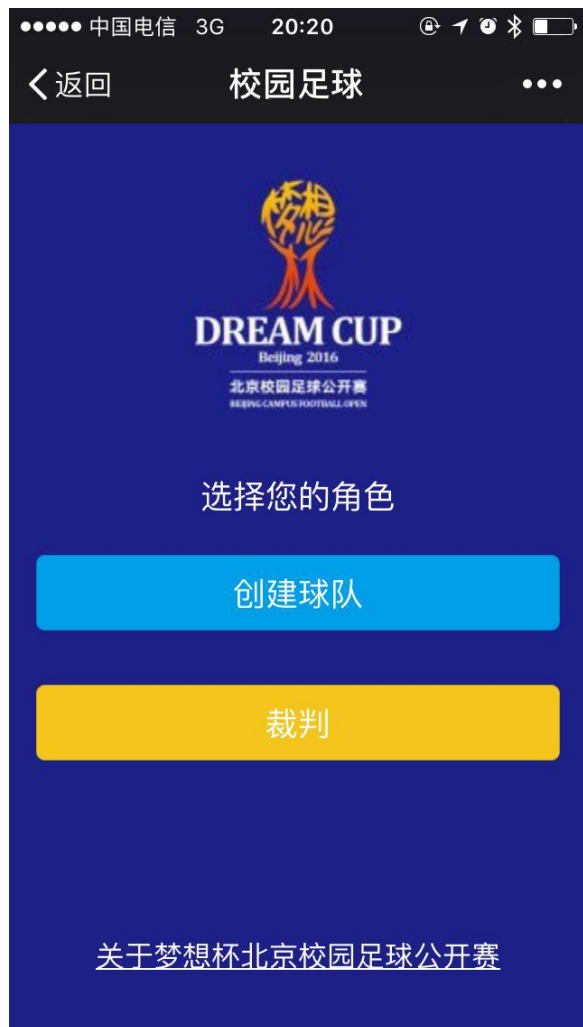 中国电信 3G 20:20
返回 校园足球
梦想
DREAM CUP
Beijing 2016
北京校园足球公开赛
BEIJING CAMPUS FOOTBALL OPEN
选择您的角色
创建球队
裁判
关于梦想杯北京校园足球公开赛